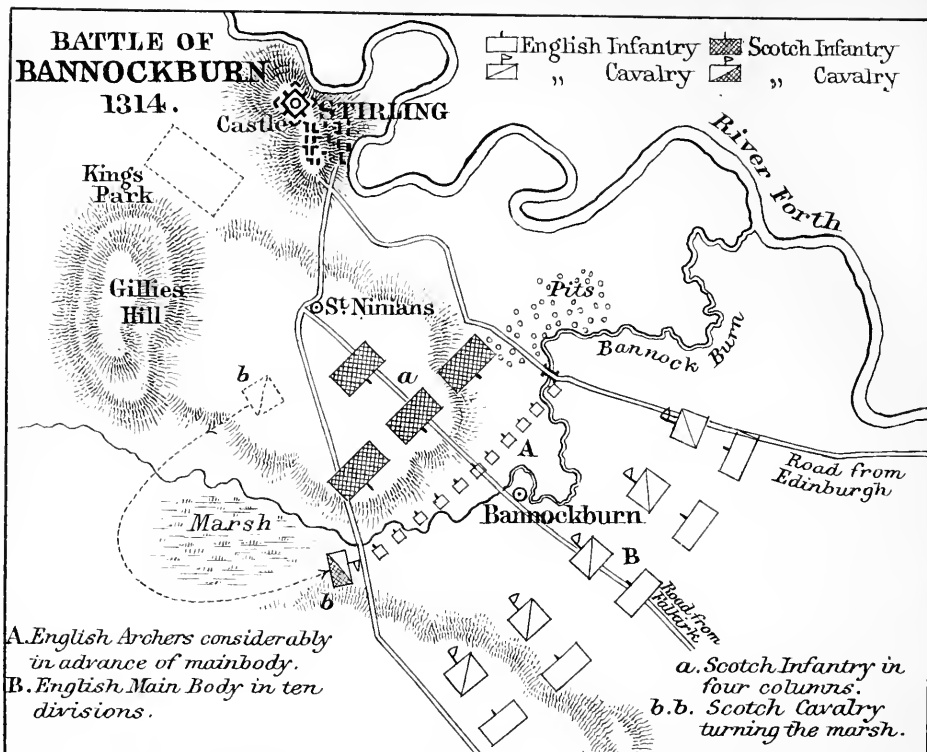 BATTLE OF
BANNOCKBURN
1314.
English Infantry
„ Cavalry
Scotch Infantry
„ Cavalry
STIRLING
Castle
Kings
Park
Gillies
Hill
River Forth
St. Ninians
Pits
Bannock Burn
b
a
A
Road from
Edinburgh
Marsh
Bannockburn
B
b
Road from
Falkirk
A. English Archers considerably
in advance of mainbody.
B. English Main Body in ten
divisions.
a. Scotch Infantry in
four columns.
b.b. Scotch Cavalry
turning the marsh.